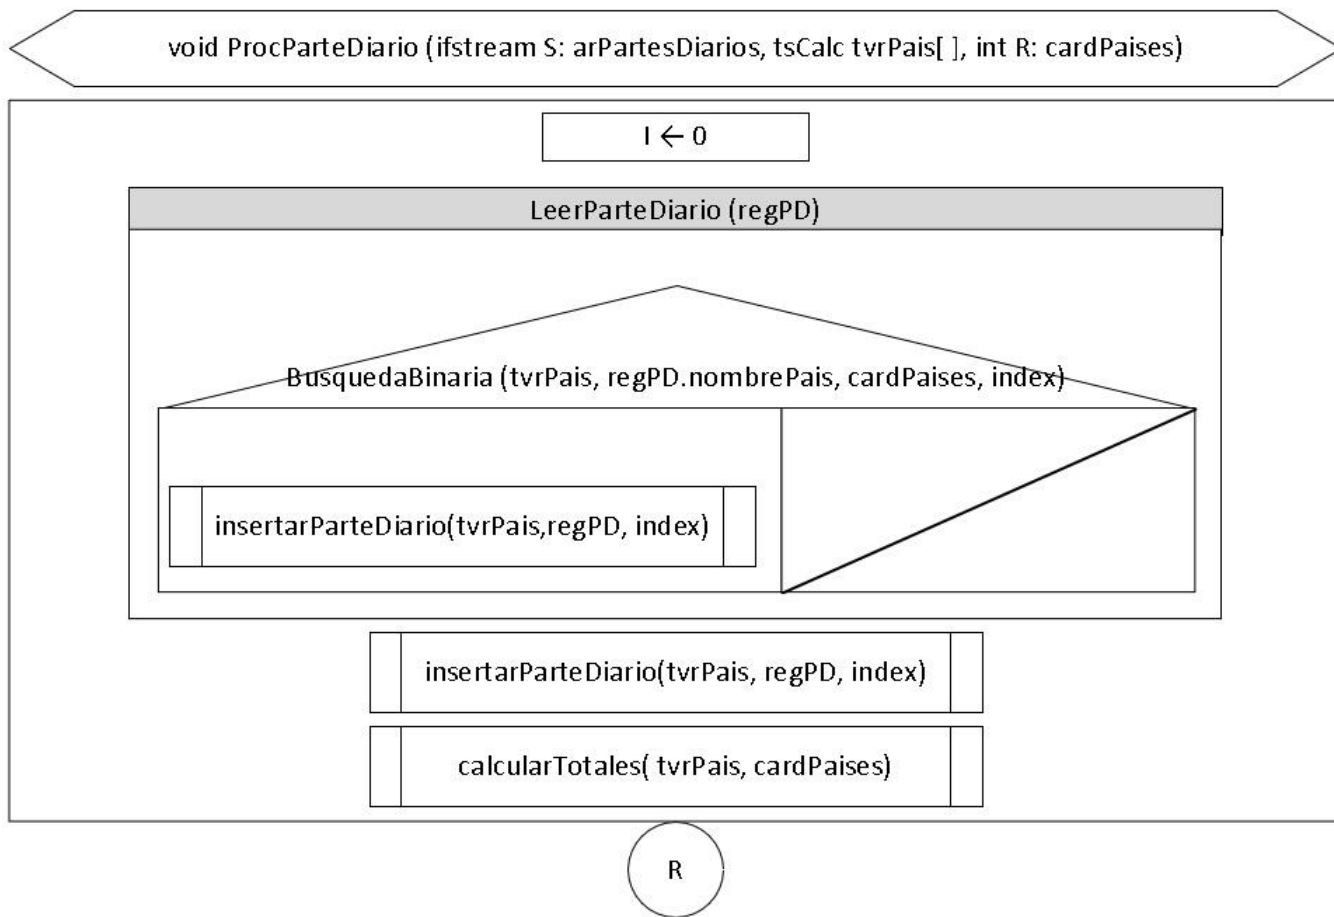 void ProcParteDiario (ifstream S: arPartesDiarios, tsCalc tvrPais[ ], int R: cardPaises)
I ← 0
LeerParteDiario (regPD)
BusquedaBinaria (tvrPais, regPD.nombrePais, cardPaises, index)
insertarParteDiario(tvrPais,regPD, index)
insertarParteDiario(tvrPais, regPD, index)
calcularTotales( tvrPais, cardPaises)
R